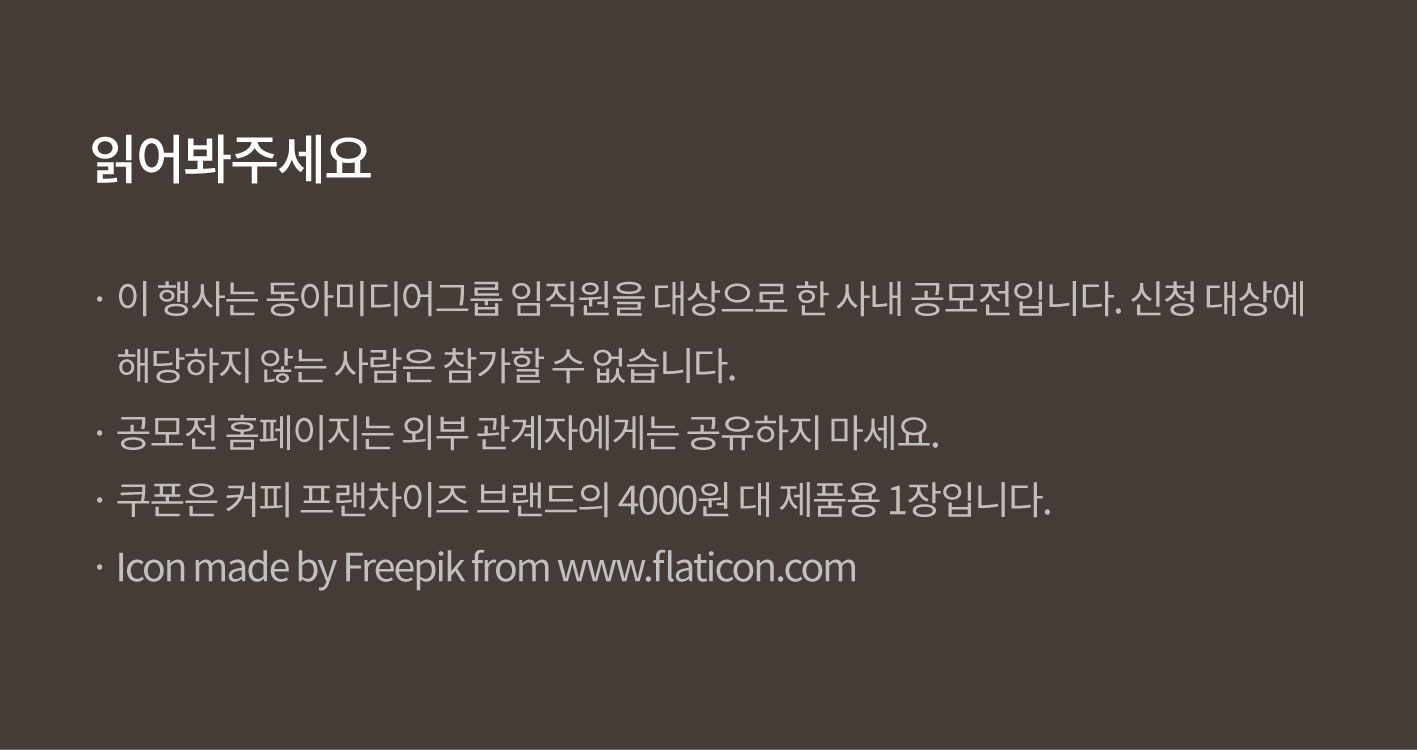 읽어봐주세요
· 이 행사는 동아미디어그룹 임직원을 대상으로 한 사내 공모전입니다. 신청 대상에
해당하지 않는 사람은 참가할 수 없습니다.
· 공모전 홈페이지는 외부 관계자에게는 공유하지 마세요.
· 쿠폰은 커피 프랜차이즈 브랜드의 4000원 대 제품용 1장입니다.
· Icon made by Freepik from www.flaticon.com